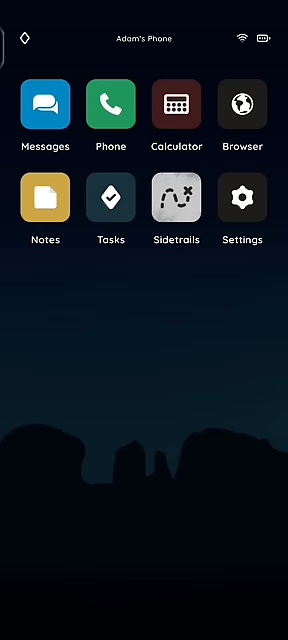 Adam's Phone
Messages Phone Calculator Browser
Notes Tasks Sidetrails Settings